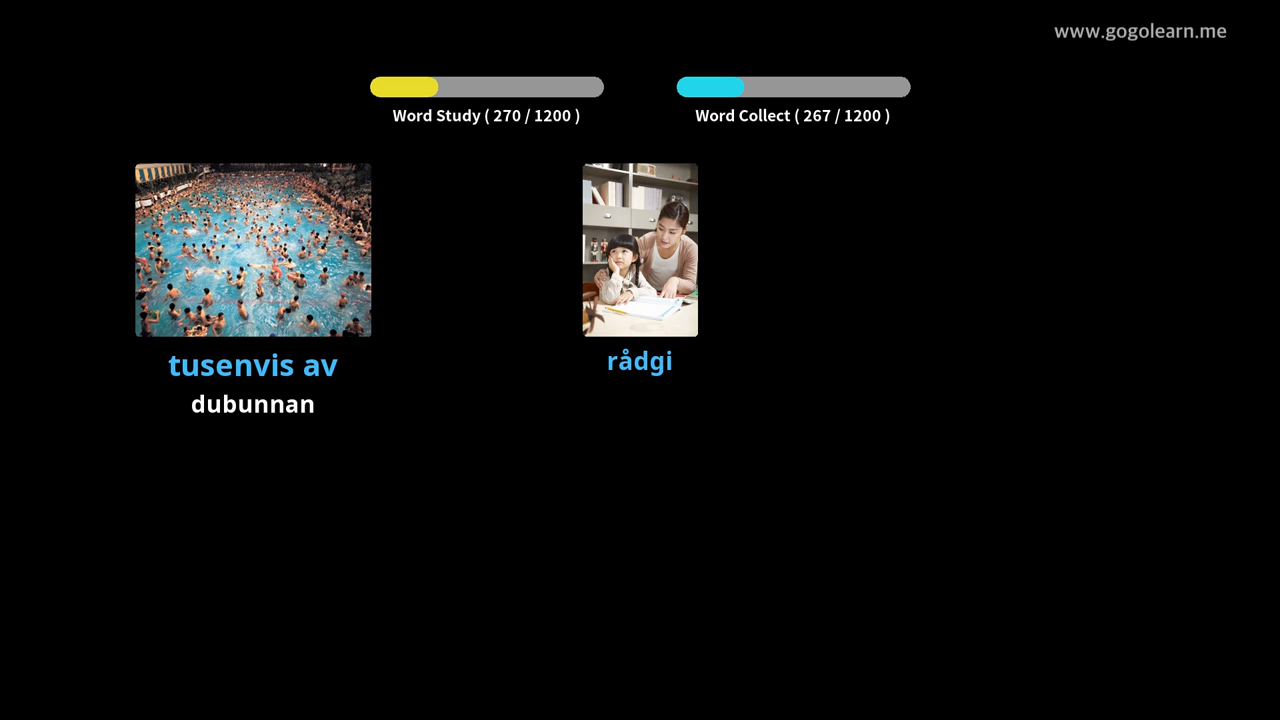 www.gogolearn.me
Word Study ( 270 / 1200 )
Word Collect ( 267 / 1200 )
tusenvis av
dubunnan
rådgi